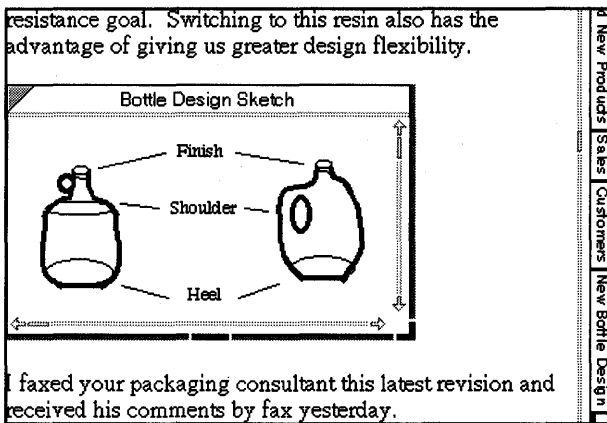 resistance goal. Switching to this resin also has the
advantage of giving us greater design flexibility.
Bottle Design Sketch
Finish
Shoulder
Heel
I faxed your packaging consultant this latest revision and
received his comments by fax yesterday.
New Products
Sales
Customers
New Bottle Design